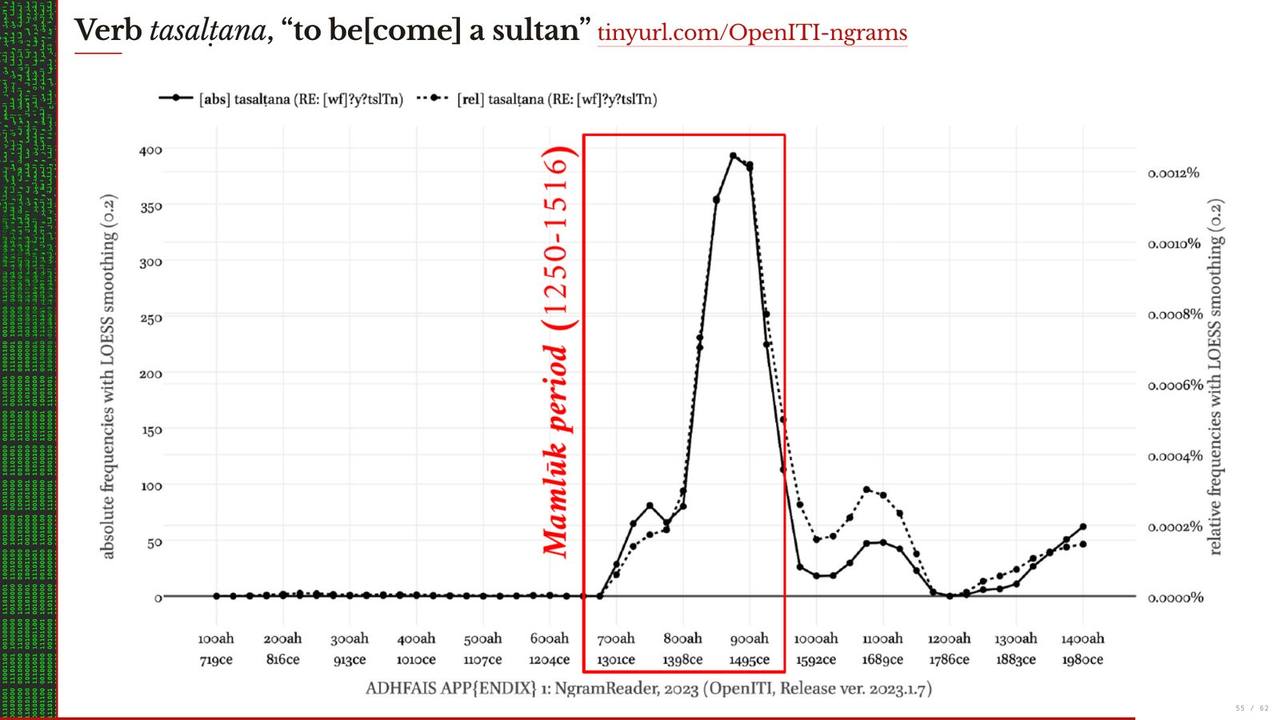 Verb tasalṭana, “to be[come] a sultan” tinyurl.com/OpenITI-ngrams
[abs] tasalṭana (RE: [wf]?y?tslTn) [rel] tasalṭana (RE: [wf]?y?tslTn)
absolute frequencies with LOESS smoothing (0.2)
400
350
300
250
200
150
100
50
0
Mamlūk period (1250-1516)
0.0012%
0.0010%
0.0008%
0.0006%
0.0004%
0.0002%
0.0000%
relative frequencies with LOESS smoothing (0.2)
100ah 200ah 300ah 400ah 500ah 600ah 700ah 800ah 900ah 1000ah 1100ah 1200ah 1300ah 1400ah
719ce 816ce 913ce 1010ce 1107ce 1204ce 1301ce 1398ce 1495ce 1592ce 1689ce 1786ce 1883ce 1980ce
ADHFAIS APP{ENDIX} 1: NgramReader, 2023 (OpenITI, Release ver. 2023.1.7)
55 / 62